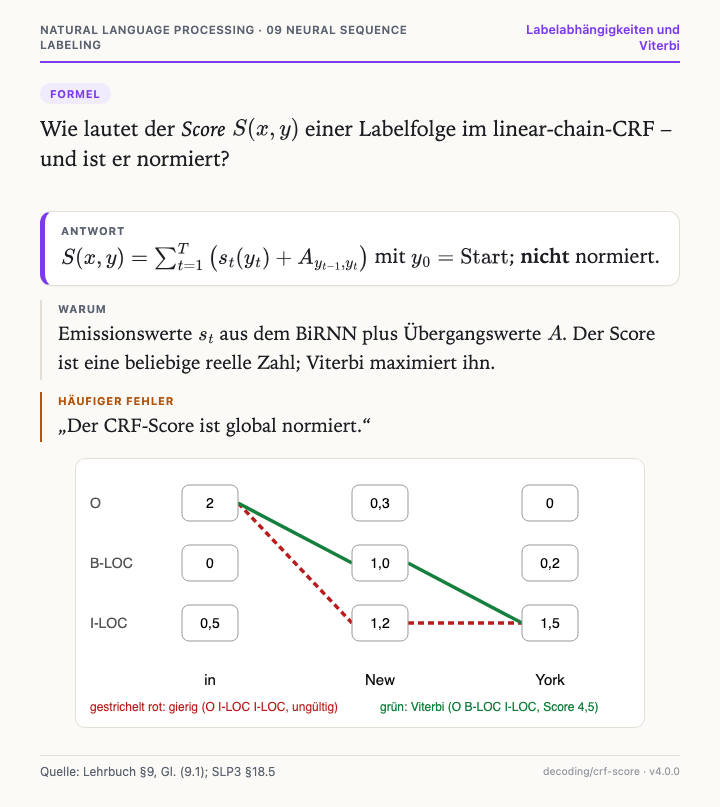 NATURAL LANGUAGE PROCESSING · 09 NEURAL SEQUENCE
LABELING
Labelabhängigkeiten und
Viterbi
FORMEL
Wie lautet der Score S(x, y) einer Labelfolge im linear-chain-CRF –
und ist er normiert?
ANTWORT
S(x, y) = ∑_{t=1}^{T} (s_t(y_t) + A_{y_{t−1},y_t}) mit y_0 = Start; nicht normiert.
WARUM
Emissionswerte s_t aus dem BiRNN plus Übergangswerte A. Der Score
ist eine beliebige reelle Zahl; Viterbi maximiert ihn.
HÄUFIGER FEHLER
„Der CRF-Score ist global normiert.“
O 2 0,3 0
B-LOC 0 1,0 0,2
I-LOC 0,5 1,2 1,5
in New York
gestrichelt rot: gierig (O I-LOC I-LOC, ungültig) grün: Viterbi (O B-LOC I-LOC, Score 4,5)
Quelle: Lehrbuch §9, Gl. (9.1); SLP3 §18.5
decoding/crf-score · v4.0.0